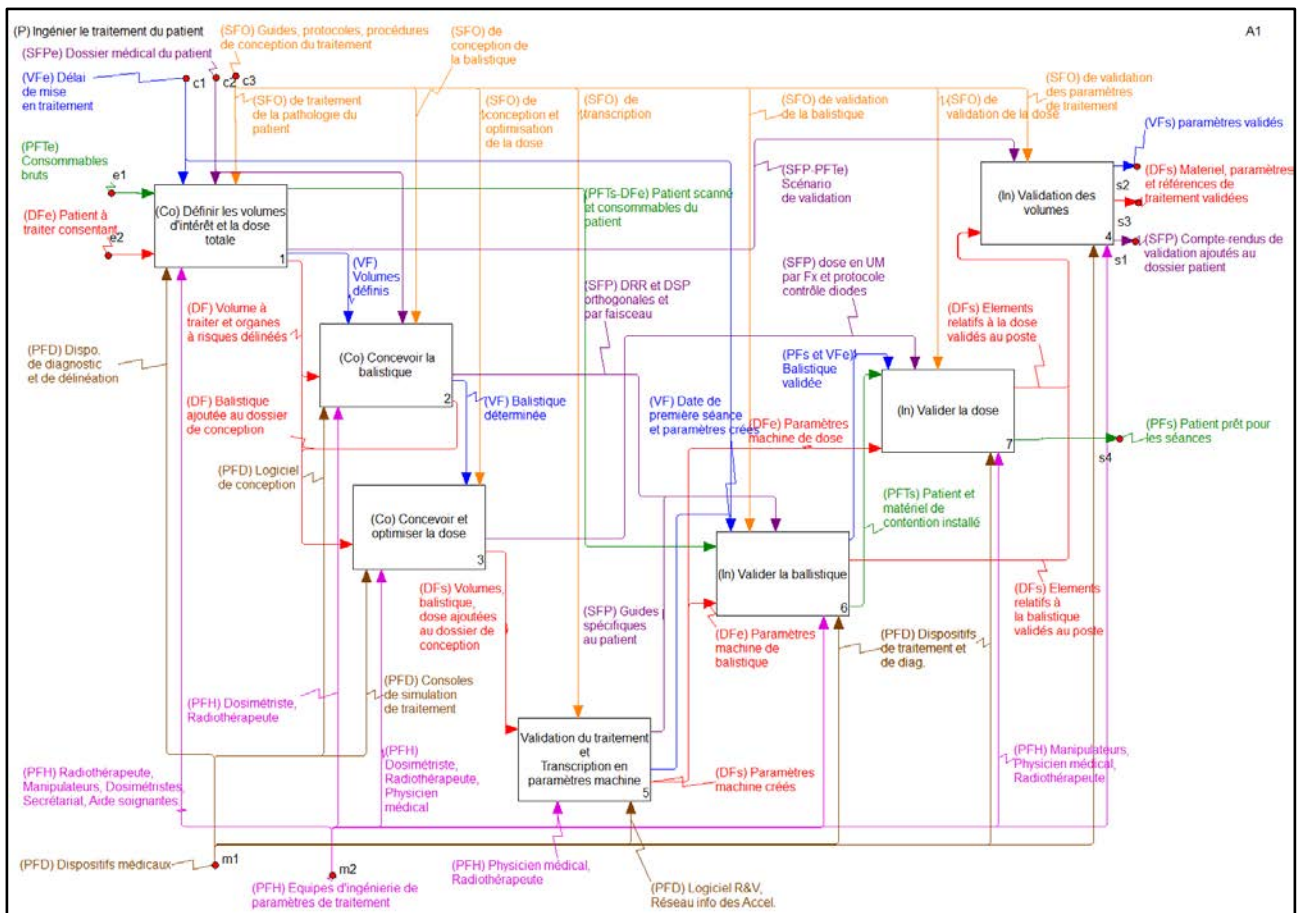 (P) Ingénier le traitement du patient
A1
(SFPe) Dossier médical du patient
(SFO) Guides, protocoles, procédures
de conception du traitement
(SFO) de
conception de
la balistique
(VFe) Délai
de mise
en traitement
c1
c2
c3
(SFO) de traitement
de la pathologie du
patient
(SFO) de
conception et
optimisation de
la dose
(SFO) de
transcription
(SFO) de validation
de la balistique
(SFO) de
validation de la dose
(SFO) de validation
des paramètres
de traitement
(VFs) paramètres validés
(PFTe)
Consommables
bruts
e1
(DFe) Patient à
traiter consentant
e2
(Co) Définir les volumes
d'intérêt et la dose
totale
1
(PFTs-DFe) Patient scanné
et consommables du
patient
(SFP-PFTe)
Scénario
de validation
(In) Validation des
volumes
4
s2
s3
s1
(DFs) Materiel, paramètres
et références de
traitement validées
(SFP) Compte-rendus de
validation ajoutés au
dossier patient
(VF)
Volumes
définis
(SFP) DRR et DSP
orthogonales et
par faisceau
(SFP) dose en UM
par Fx et protocole
contrôle diodes
(DF) Volume à
traiter et organes
à risques délinéés
(DFs) Elements
relatifs à la dose
validés au poste
(PFD) Dispo.
de diagnostic
et de délinéation
(Co) Concevoir la
balistique
2
(PFs et VFe)
Balistique
validée
(In) Valider la dose
7
(DF) Balistique
ajoutée au dossier
de conception
(VF) Balistique
déterminée
(VF) Date de
première séance
et paramètres créés
(DFe) Paramètres
machine de dose
(PFs) Patient prêt pour
les séances
s4
(PFD) Logiciel
de conception
(Co) Concevoir et
optimiser la dose
3
(PFTs) Patient et
matériel de
contention installé
(In) Valider la ballistique
6
(DFs) Volumes,
balistique,
dose ajoutées
au dossier de
conception
(SFP) Guides
spécifiques
au patient
(DFe) Paramètres
machine de
balistique
(DFs) Elements
relatifs à
la balistique
validés au poste
(PFD) Dispositifs
de traitement et
de diag.
(PFD) Consoles
de simulation
de traitement
(PFH) Dosimétriste,
Radiothérapeute
Validation du traitement
et
Transcription en
paramètres machine
5
(PFH) Radiothérapeute,
Manipulateurs, Dosimétristes,
Secrétariat, Aide soignantes
(PFH)
Dosimétriste,
Radiothérapeute,
Physicien
médical
(DFs) Paramètres
machine créés
(PFH) Manipulateurs,
Physicien médical,
Radiothérapeute
(PFD) Dispositifs médicaux
m1
m2
(PFH) Equipes d'ingénierie de
paramètres de traitement
(PFH) Physicien médical,
Radiothérapeute
(PFD) Logiciel R&V,
Réseau info des Accel.